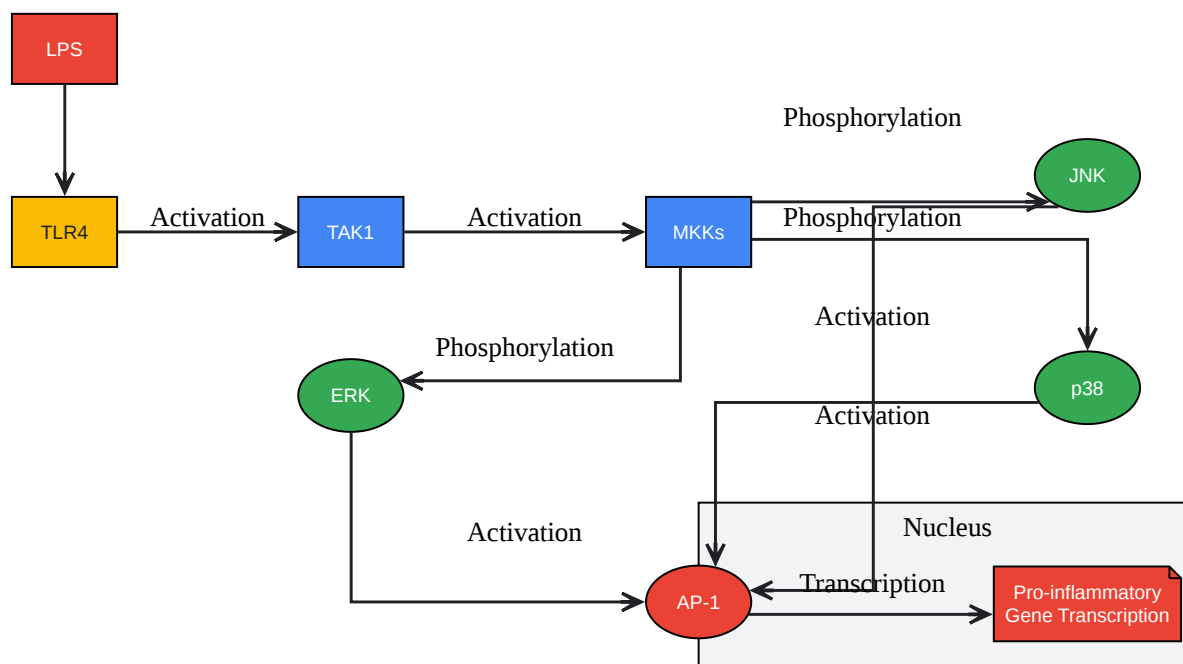 LPS
Phosphorylation
JNK
TLR4
Activation
TAK1
Activation
MKKs
Phosphorylation
Activation
Phosphorylation
ERK
p38
Activation
Activation
Nucleus
AP-1
Transcription
Pro-inflammatory
Gene Transcription